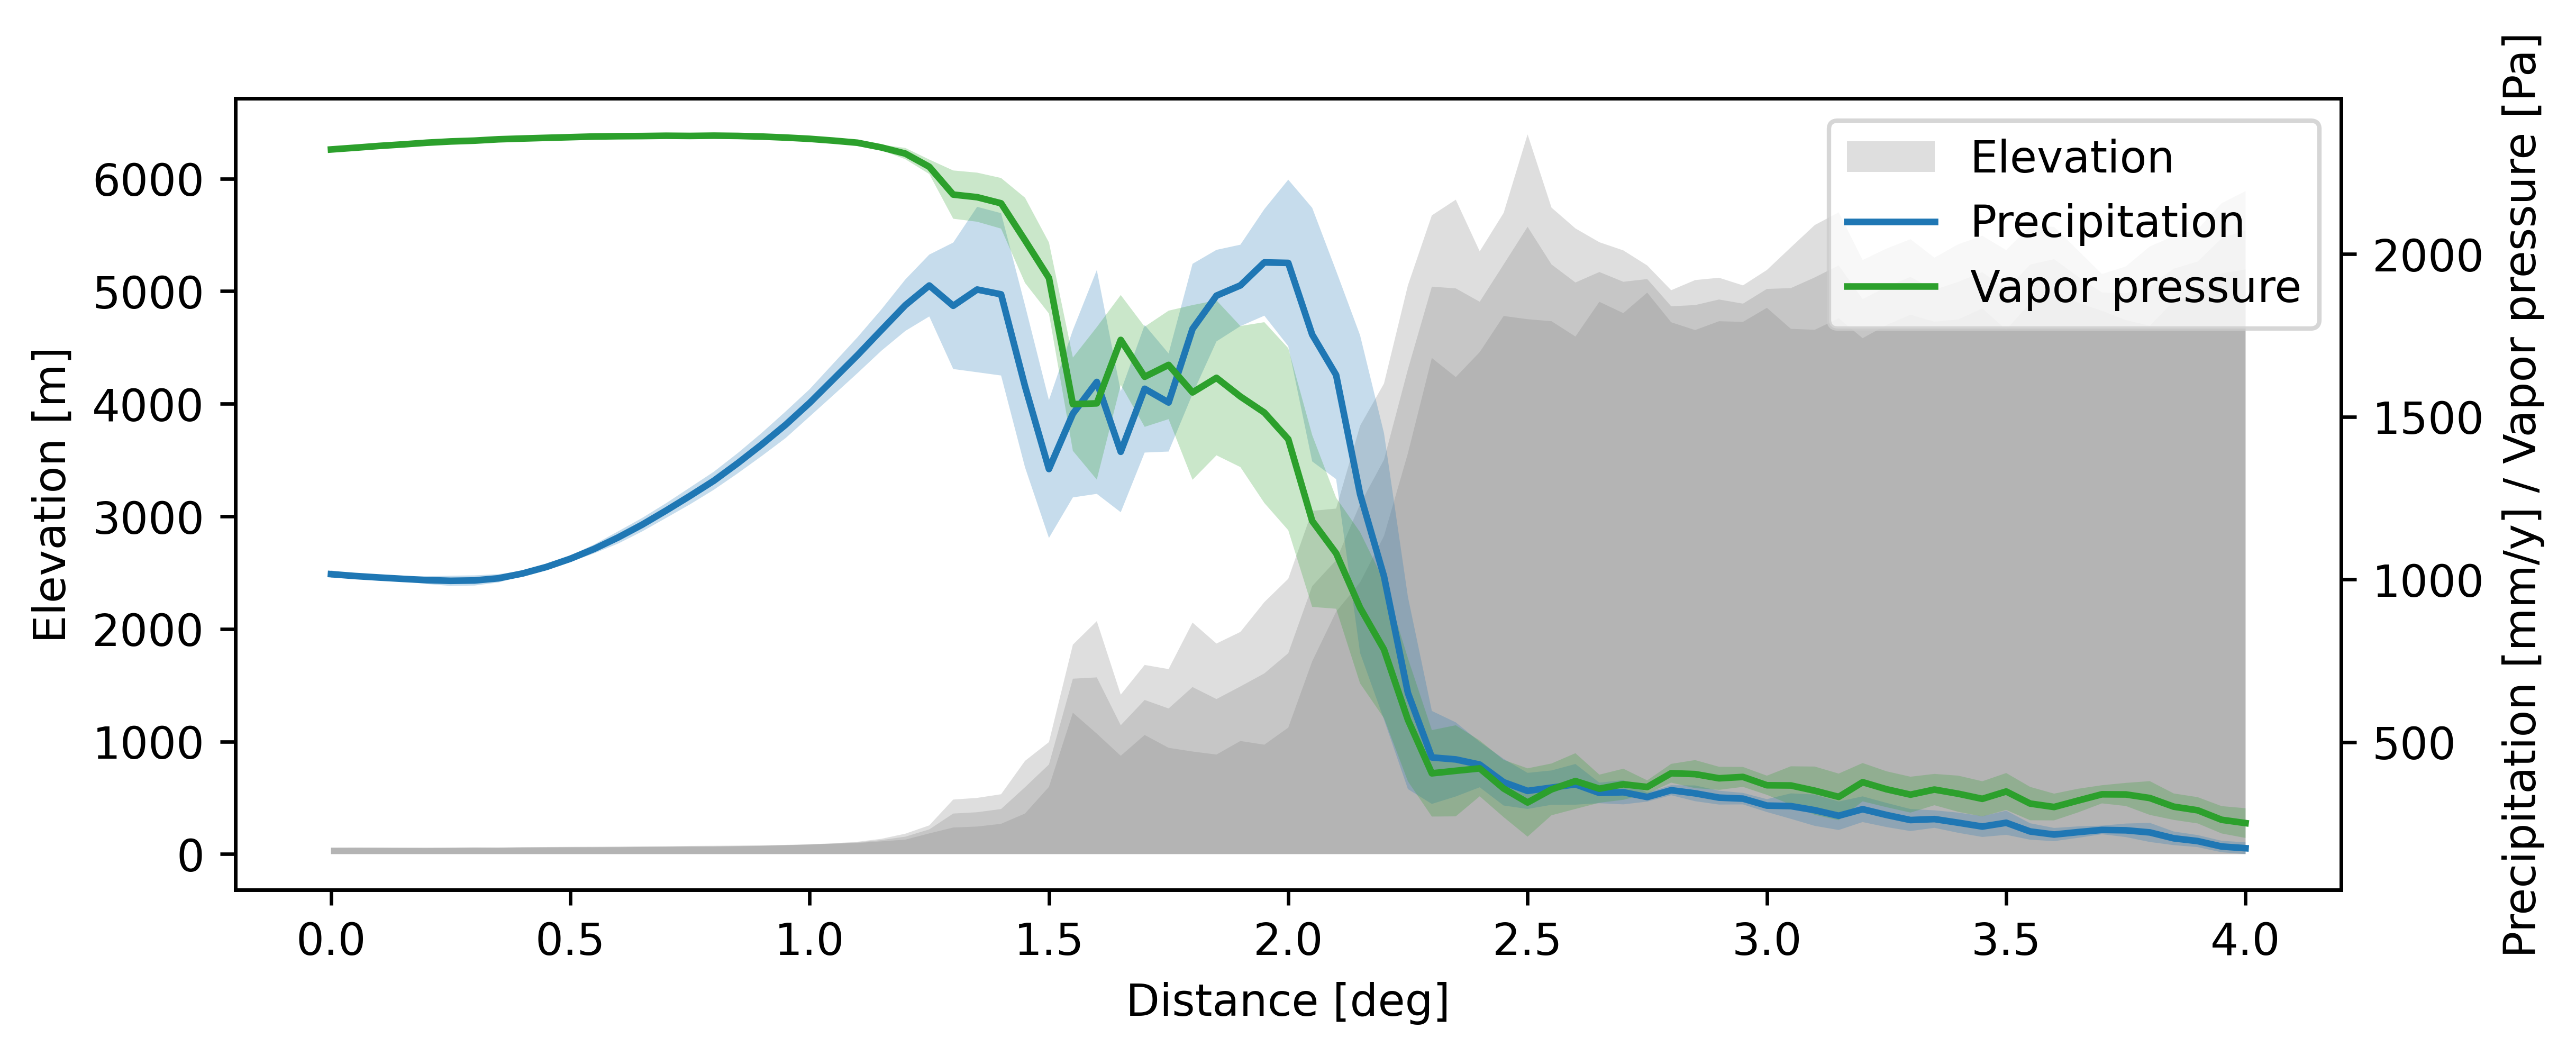 Elevation [m]
6000
5000
4000
3000
2000
1000
0
Elevation
Precipitation
Vapor pressure
2000
1500
1000
500
Precipitation [mm/y] / Vapor pressure [Pa]
0.0 0.5 1.0 1.5 2.0 2.5 3.0 3.5 4.0
Distance [deg]